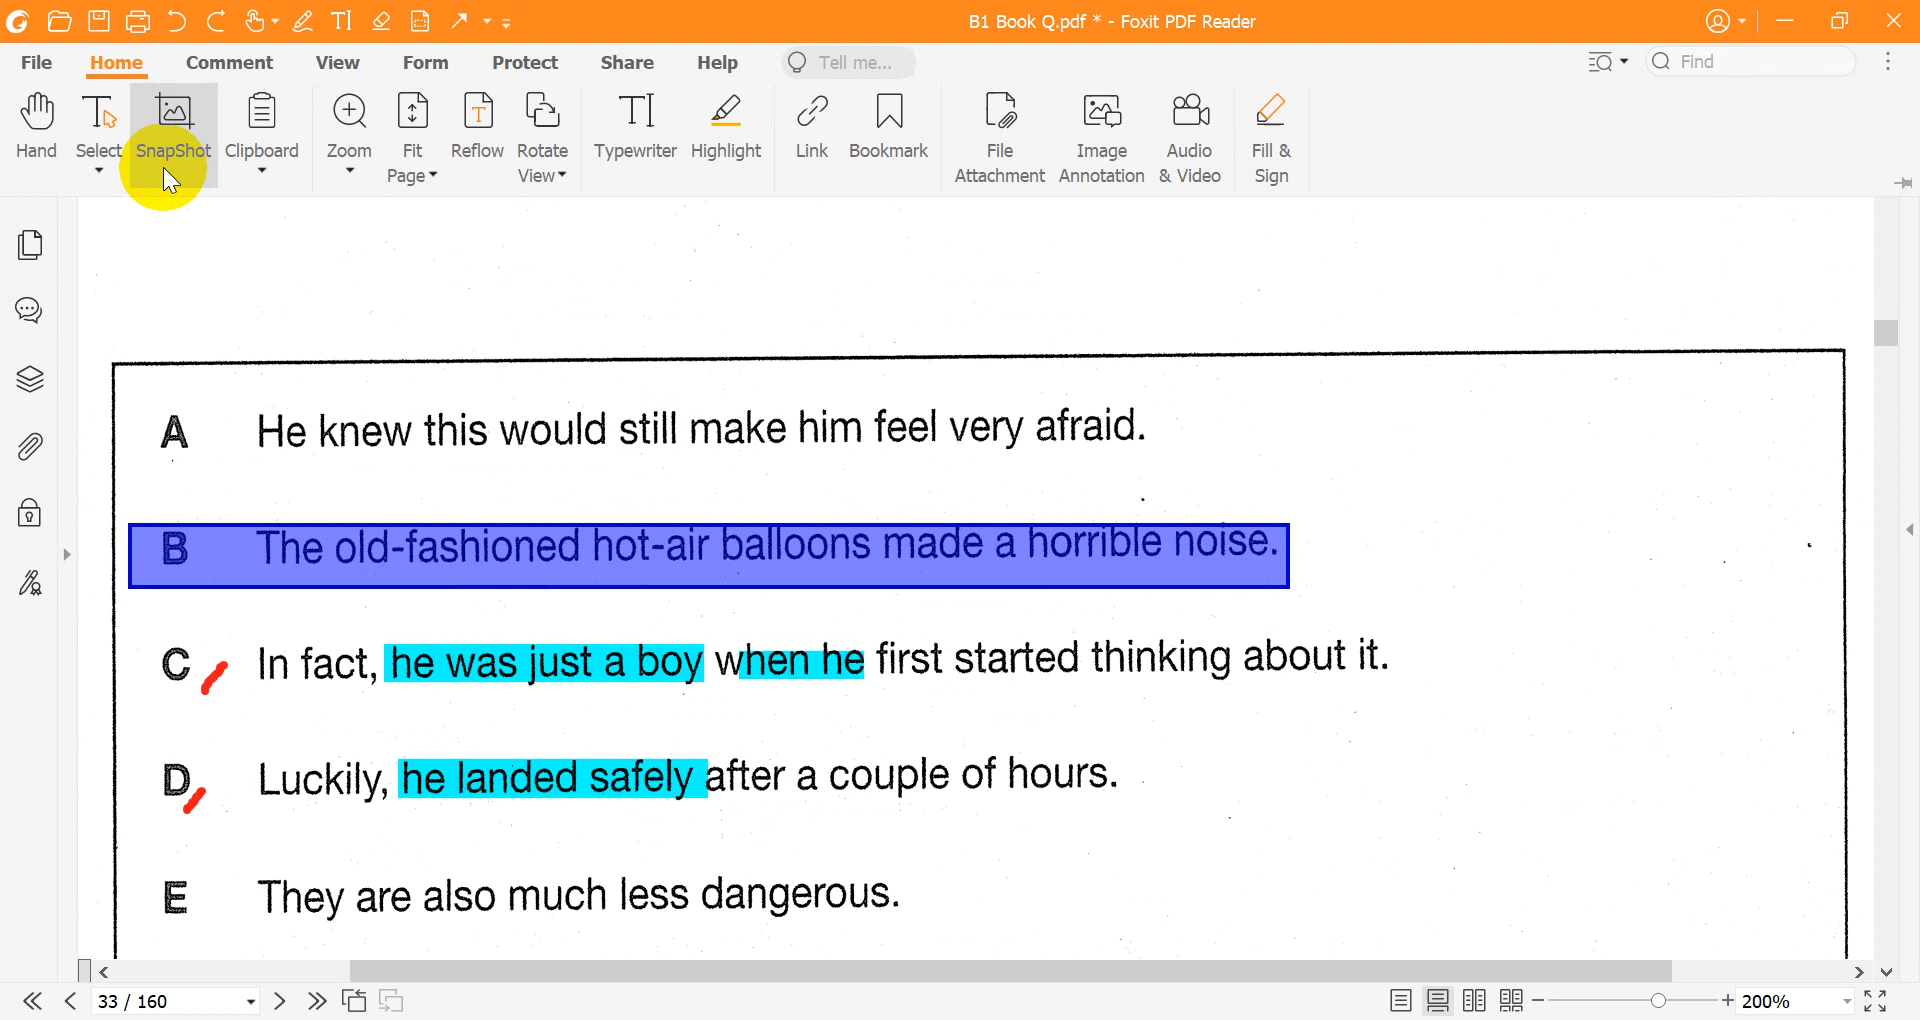 B1 Book Q.pdf * - Foxit PDF Reader
File Home Comment View Form Protect Share Help Tell me... Find
Hand Select SnapShot Clipboard Zoom Fit Page Reflow Rotate View Typewriter Highlight Link Bookmark File Attachment Image Annotation Audio & Video Fill & Sign
A He knew this would still make him feel very afraid.
B The old-fashioned hot-air balloons made a horrible noise.
C In fact, he was just a boy when he first started thinking about it.
D Luckily, he landed safely after a couple of hours.
E They are also much less dangerous.
33 / 160 200%